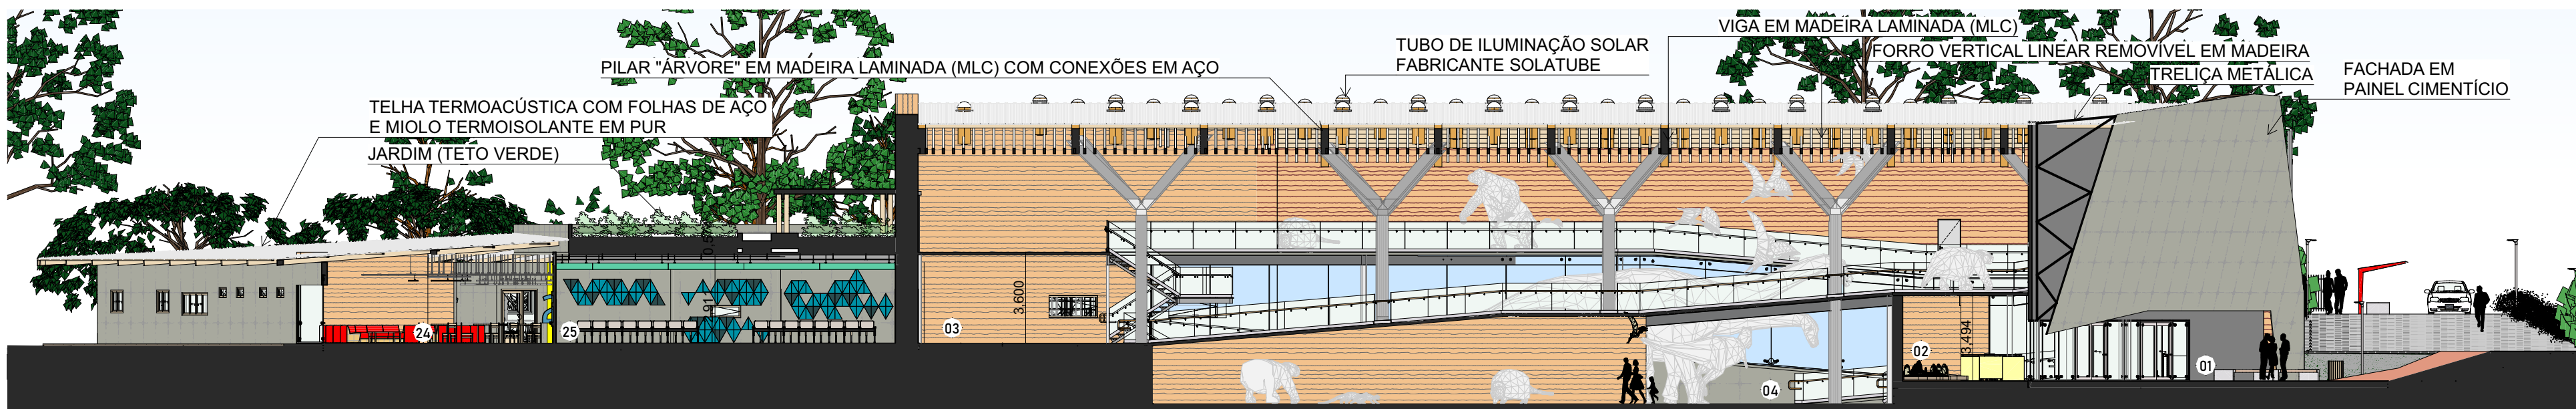 VIGA EM MADEIRA LAMINADA (MLC)
TUBO DE ILUMINAÇÃO SOLAR
FABRICANTE SOLATUBE
FORRO VERTICAL LINEAR REMOVÍVEL EM MADEIRA
PILAR "ÁRVORE" EM MADEIRA LAMINADA (MLC) COM CONEXÕES EM AÇO
TRELIÇA METÁLICA
FACHADA EM
PAINEL CIMENTÍCIO
TELHA TERMOACÚSTICA COM FOLHAS DE AÇO
E MIOLO TERMOISOLANTE EM PUR
JARDIM (TETO VERDE)
3,600
24
25
03
3,494
02
01
04